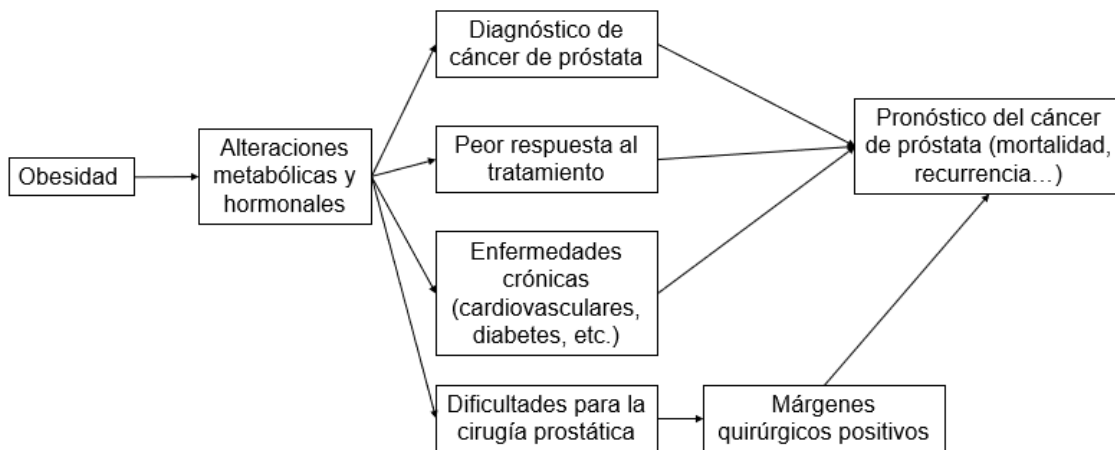 Obesidad
Alteraciones
metabólicas y
hormonales
Diagnóstico de
cáncer de próstata
Peor respuesta al
tratamiento
Enfermedades
crónicas
(cardiovasculares,
diabetes, etc.)
Dificultades para la
cirugía prostática
Márgenes
quirúrgicos positivos
Pronóstico del cáncer
de próstata (mortalidad,
recurrencia…)